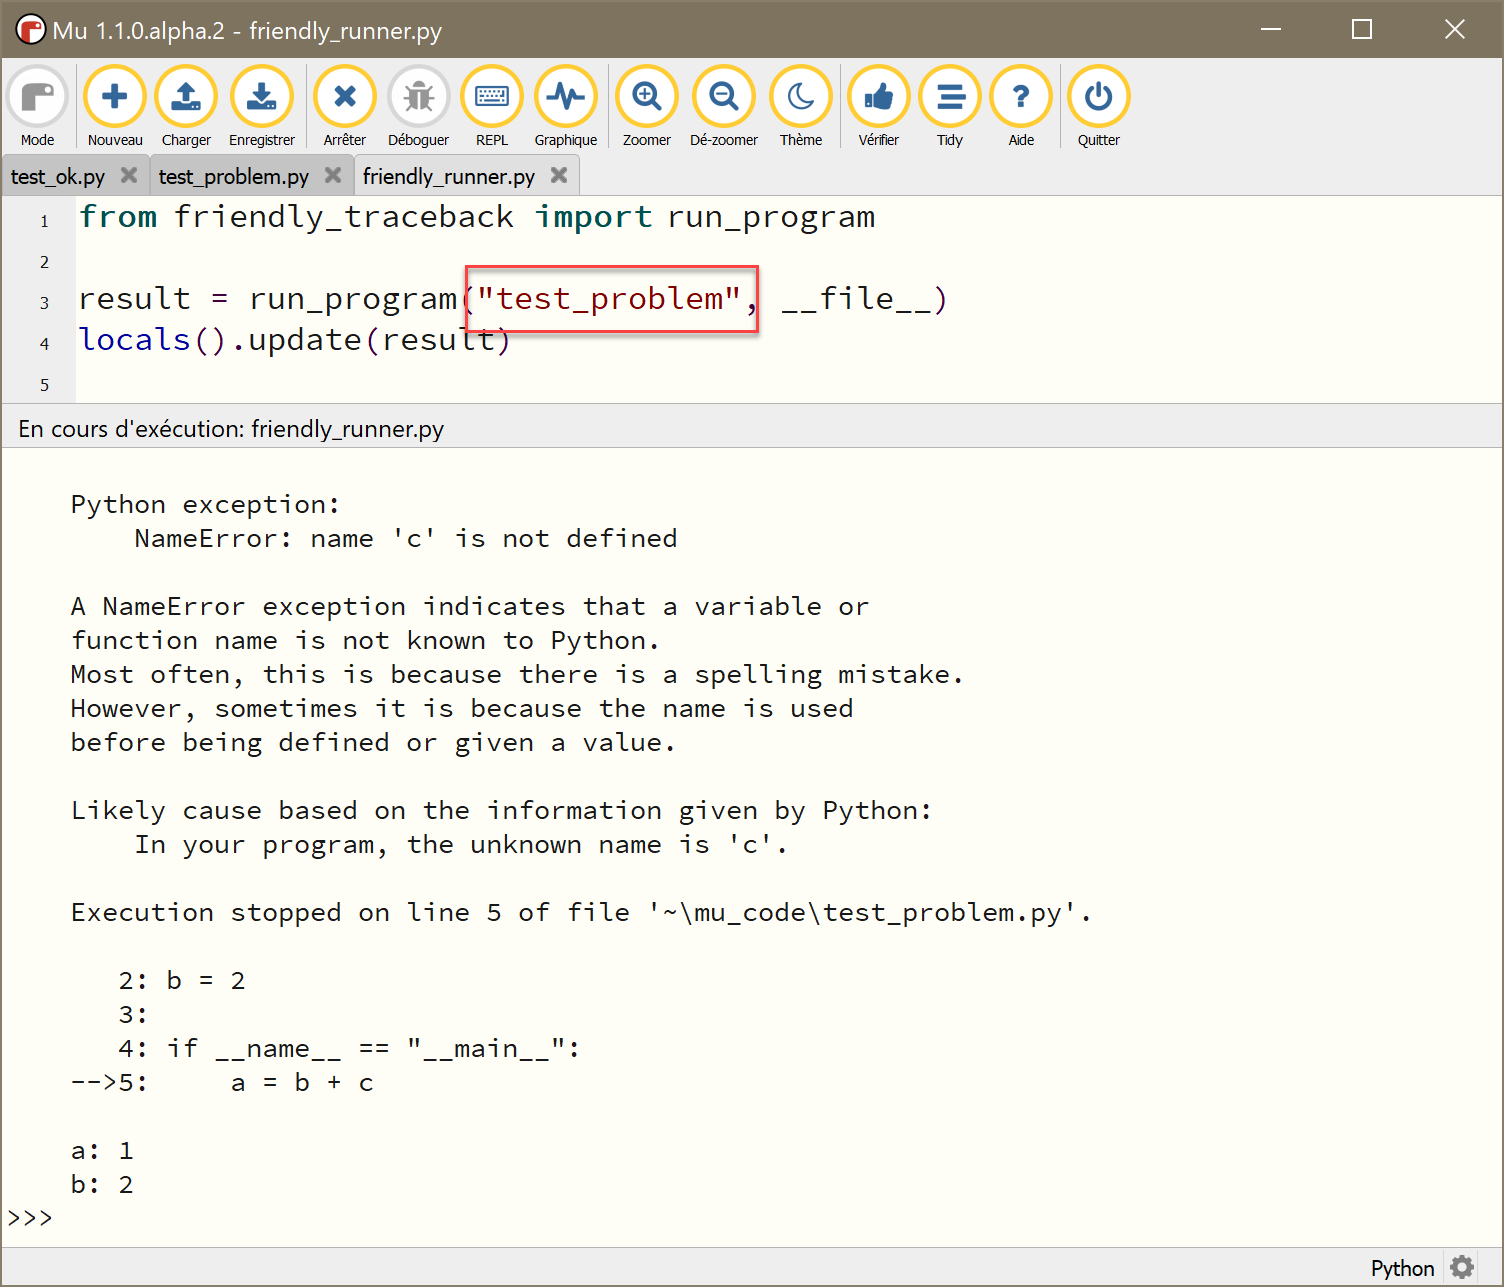 Mu 1.1.0.alpha.2 - friendly_runner.py
Mode Nouveau Charger Enregistrer Arrêter Déboguer REPL Graphique Zoomer Dé-zoomer Thème Vérifier Tidy Aide Quitter
test_ok.py test_problem.py friendly_runner.py
1 from friendly_traceback import run_program
2
3 result = run_program("test_problem", __file__)
4 locals().update(result)
5
En cours d'exécution: friendly_runner.py
Python exception:
    NameError: name 'c' is not defined
A NameError exception indicates that a variable or
function name is not known to Python.
Most often, this is because there is a spelling mistake.
However, sometimes it is because the name is used
before being defined or given a value.
Likely cause based on the information given by Python:
    In your program, the unknown name is 'c'.
Execution stopped on line 5 of file '~\mu_code\test_problem.py'.
   2: b = 2
   3:
   4: if __name__ == "__main__":
-->5:     a = b + c
a: 1
b: 2
>>>
Python